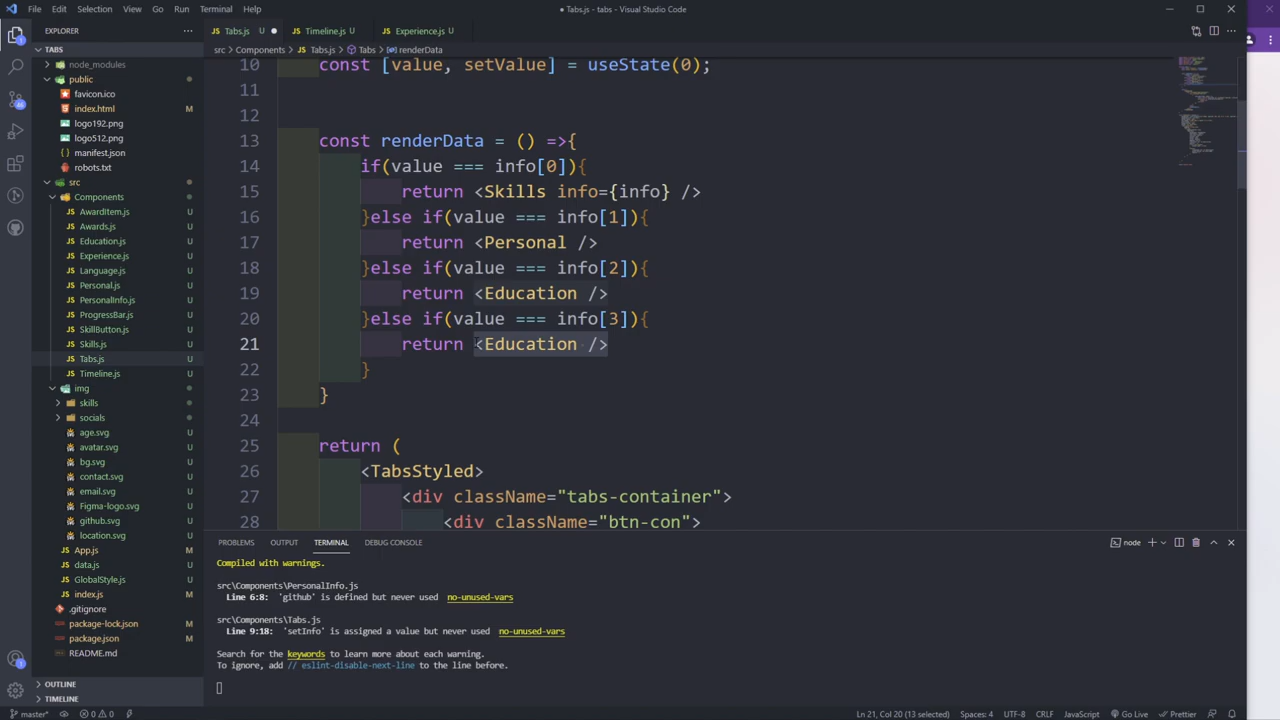 File Edit Selection View Go Run Terminal Help
● Tabs.js - tabs - Visual Studio Code
EXPLORER ···
Tabs.js U ●
Timeline.js U
Experience.js U
src > Components > Tabs.js > Tabs > renderData
TABS
node_modules
public
favicon.ico
index.html M
logo192.png
logo512.png
manifest.json
robots.txt
src
Components
AwardItem.js U
Awards.js U
Education.js U
Experience.js U
Language.js U
Personal.js U
PersonalInfo.js U
ProgressBar.js U
SkillButton.js U
Skills.js U
Tabs.js U
Timeline.js U
img
skills
socials
age.svg U
avatar.svg U
bg.svg U
contact.svg U
email.svg U
Figma-logo.svg U
github.svg U
location.svg U
App.js M
data.js U
GlobalStyle.js U
index.js M
.gitignore
package-lock.json M
package.json M
README.md
OUTLINE
TIMELINE
10 const [value, setValue] = useState(0);
11
12
13 const renderData = () =>{
14 if(value === info[0]){
15 return <Skills info={info} />
16 }else if(value === info[1]){
17 return <Personal />
18 }else if(value === info[2]){
19 return <Education />
20 }else if(value === info[3]){
21 return <Education />
22 }
23 }
24
25 return (
26 <TabsStyled>
27 <div className="tabs-container">
28 <div className="btn-con">
PROBLEMS OUTPUT TERMINAL DEBUG CONSOLE
node
Compiled with warnings.
src\Components\PersonalInfo.js
Line 6:8: 'github' is defined but never used no-unused-vars
src\Components\Tabs.js
Line 9:18: 'setInfo' is assigned a value but never used no-unused-vars
Search for the keywords to learn more about each warning.
To ignore, add // eslint-disable-next-line to the line before.
master* 0 0
Ln 21, Col 20 (13 selected) Spaces: 4 UTF-8 CRLF JavaScript Go Live Prettier